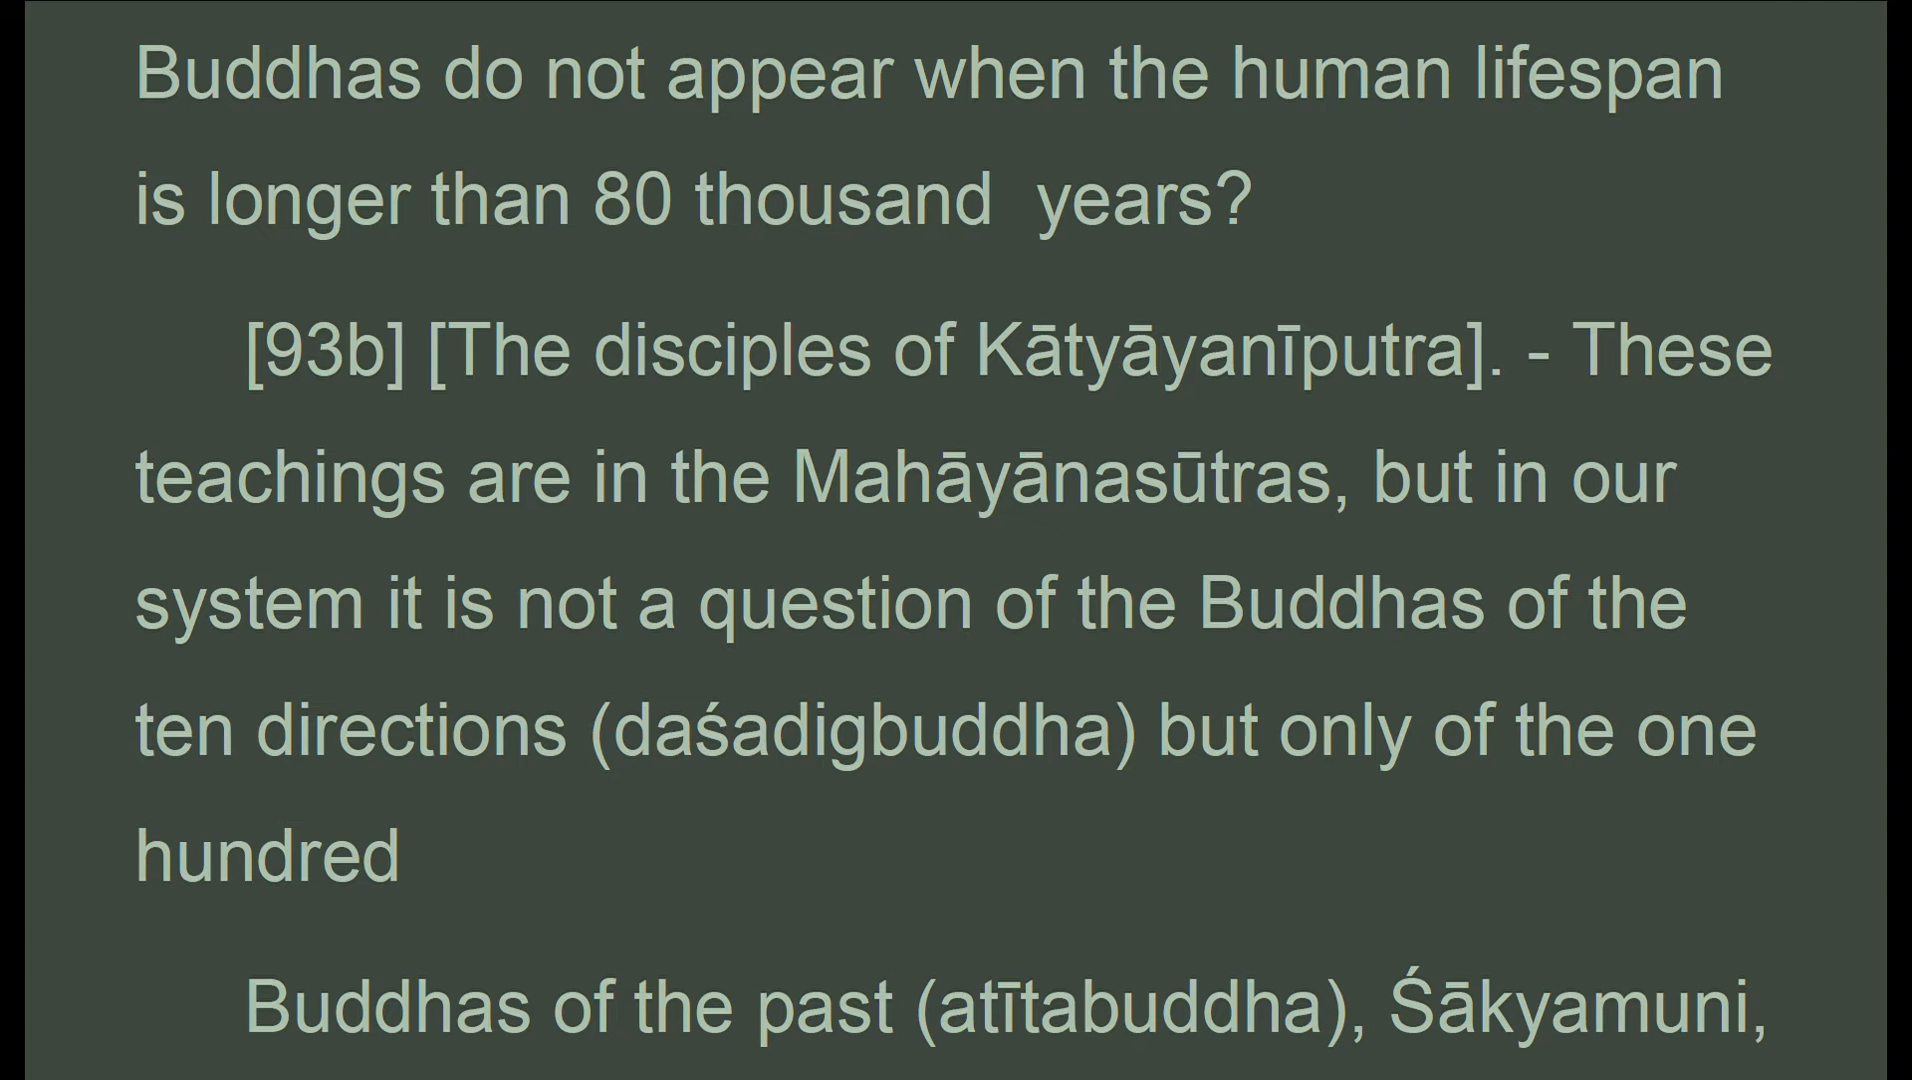 Buddhas do not appear when the human lifespan
is longer than 80 thousand  years?
[93b] [The disciples of Kātyāyanīputra]. - These
teachings are in the Mahāyānasūtras, but in our
system it is not a question of the Buddhas of the
ten directions (daśadigbuddha) but only of the one
hundred
Buddhas of the past (atītabuddha), Śākyamuni,